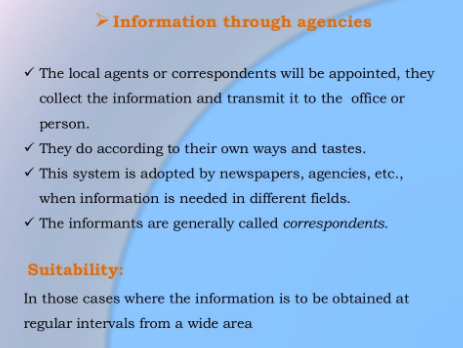 ➢ Information through agencies
✓ The local agents or correspondents will be appointed, they
collect the information and transmit it to the office or
person.
✓ They do according to their own ways and tastes.
✓ This system is adopted by newspapers, agencies, etc.,
when information is needed in different fields.
✓ The informants are generally called correspondents.
Suitability:
In those cases where the information is to be obtained at
regular intervals from a wide area